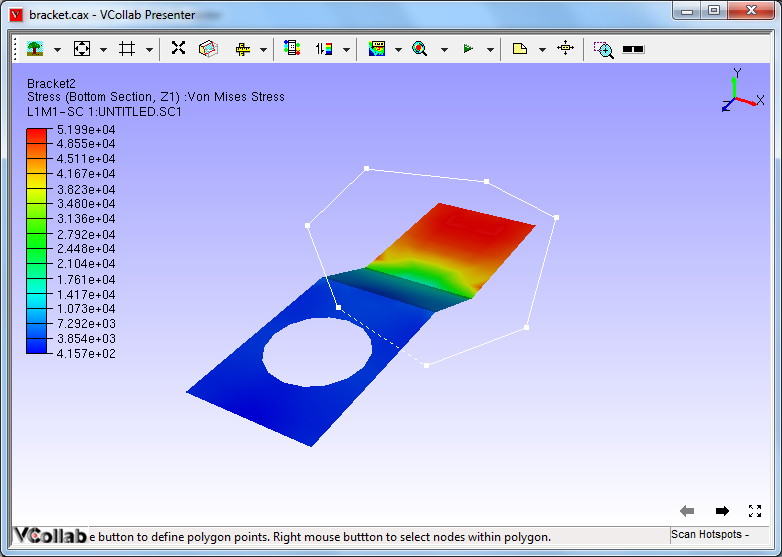 bracket.cax - VCollab Presenter
Bracket2
Stress (Bottom Section, Z1) :Von Mises Stress
L1M1-SC 1:UNTITLED.SC1
5.199e+04
4.855e+04
4.511e+04
4.167e+04
3.823e+04
3.480e+04
3.136e+04
2.792e+04
2.448e+04
2.104e+04
1.761e+04
1.417e+04
1.073e+04
7.292e+03
3.854e+03
4.157e+02
Y
X
Z
VCollab e button to define polygon points. Right mouse buttton to select nodes within polygon.
Scan Hotspots -